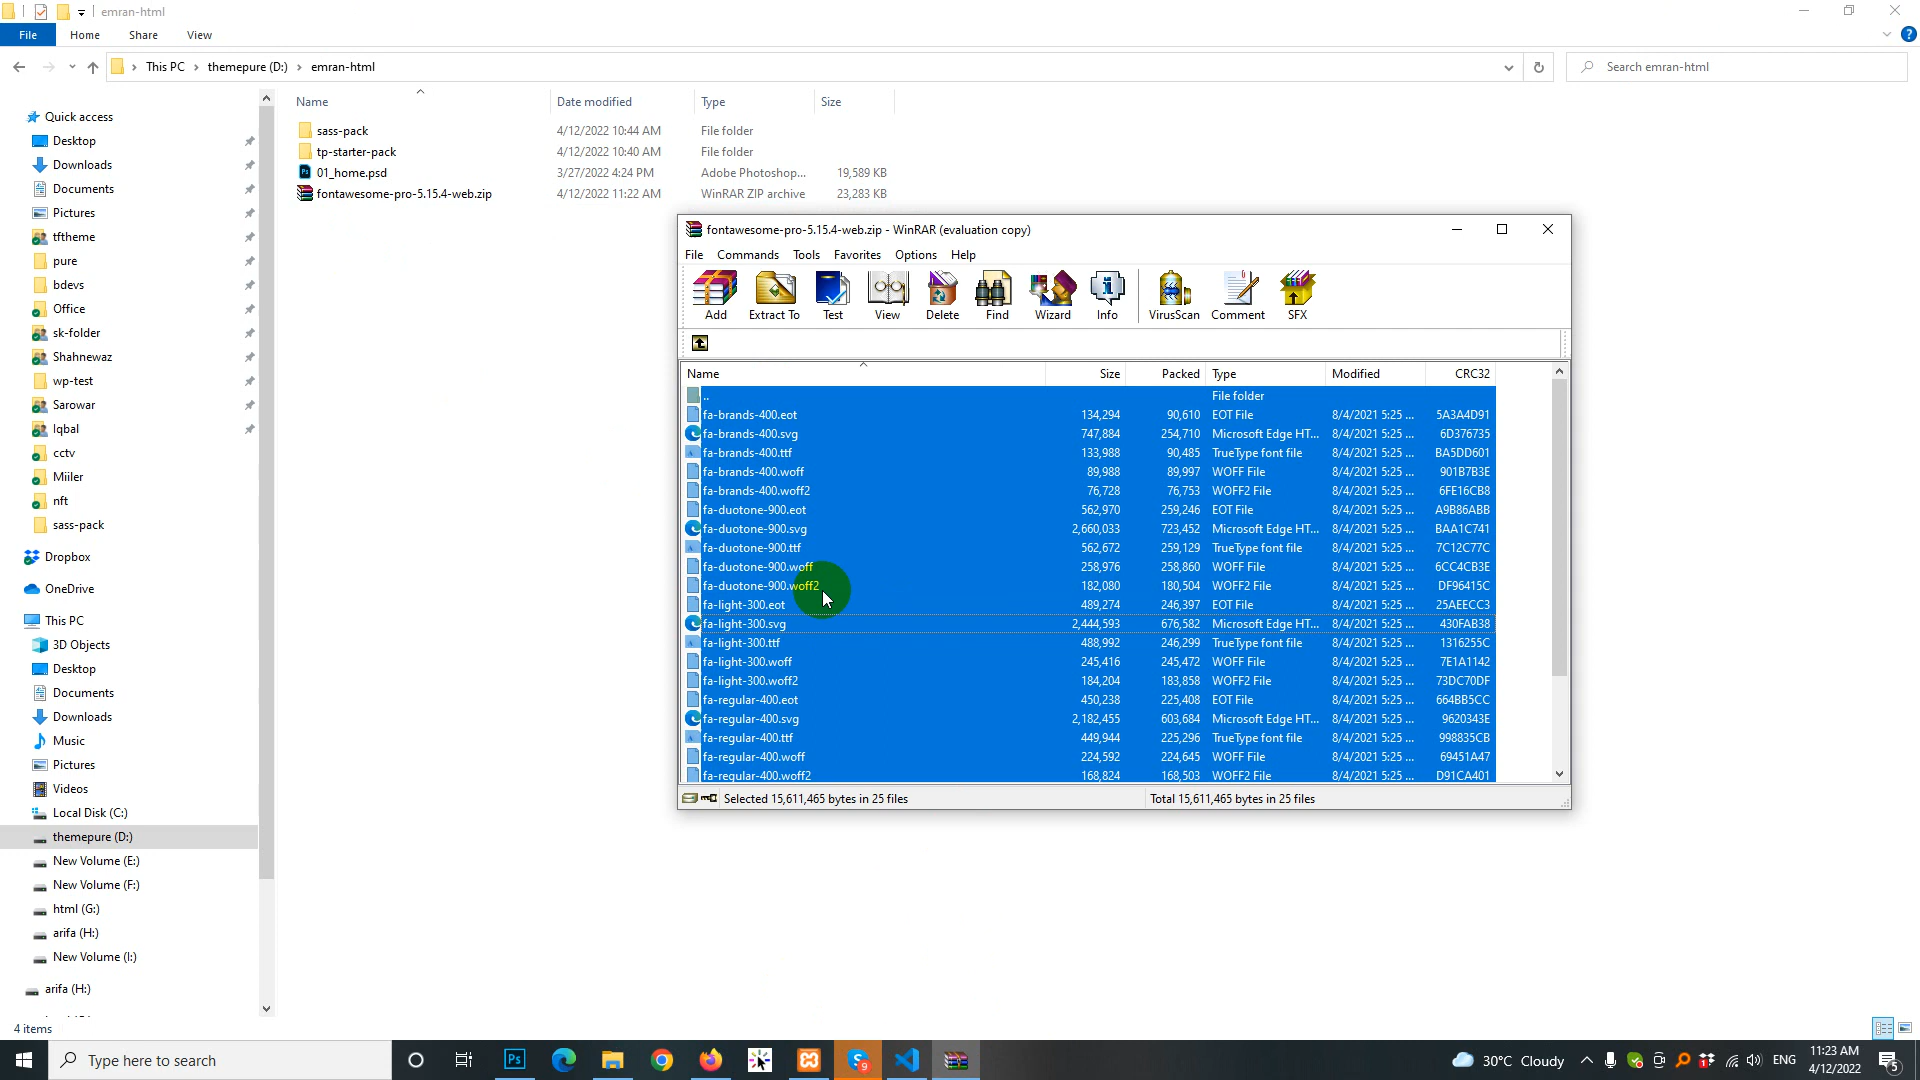 emran-html
File Home Share View
This PC themepure (D:) emran-html Search emran-html
Name Date modified Type Size
sass-pack 4/12/2022 10:44 AM File folder
tp-starter-pack 4/12/2022 10:40 AM File folder
01_home.psd 3/27/2022 4:24 PM Adobe Photoshop... 19,589 KB
fontawesome-pro-5.15.4-web.zip 4/12/2022 11:22 AM WinRAR ZIP archive 23,283 KB
Quick access
Desktop
Downloads
Documents
Pictures
tftheme
pure
bdevs
Office
sk-folder
Shahnewaz
wp-test
Sarowar
Iqbal
cctv
Miiler
nft
sass-pack
Dropbox
OneDrive
This PC
3D Objects
Desktop
Documents
Downloads
Music
Pictures
Videos
Local Disk (C:)
themepure (D:)
New Volume (E:)
New Volume (F:)
html (G:)
arifa (H:)
New Volume (I:)
arifa (H:)
4 items
fontawesome-pro-5.15.4-web.zip - WinRAR (evaluation copy)
File Commands Tools Favorites Options Help
Add Extract To Test View Delete Find Wizard Info VirusScan Comment SFX
Name Size Packed Type Modified CRC32
.. File folder
fa-brands-400.eot 134,294 90,610 EOT File 8/4/2021 5:25 ... 5A3A4D91
fa-brands-400.svg 747,884 254,710 Microsoft Edge HT... 8/4/2021 5:25 ... 6D376735
fa-brands-400.ttf 133,988 90,485 TrueType font file 8/4/2021 5:25 ... BA5DD601
fa-brands-400.woff 89,988 89,997 WOFF File 8/4/2021 5:25 ... 901B7B3E
fa-brands-400.woff2 76,728 76,753 WOFF2 File 8/4/2021 5:25 ... 6FE16CB8
fa-duotone-900.eot 562,970 259,246 EOT File 8/4/2021 5:25 ... A9B86ABB
fa-duotone-900.svg 2,660,033 723,452 Microsoft Edge HT... 8/4/2021 5:25 ... BAA1C741
fa-duotone-900.ttf 562,672 259,129 TrueType font file 8/4/2021 5:25 ... 7C12C77C
fa-duotone-900.woff 258,976 258,860 WOFF File 8/4/2021 5:25 ... 6CC4CB3E
fa-duotone-900.woff2 182,080 180,504 WOFF2 File 8/4/2021 5:25 ... DF96415C
fa-light-300.eot 489,274 246,397 EOT File 8/4/2021 5:25 ... 25AEECC3
fa-light-300.svg 2,444,593 676,582 Microsoft Edge HT... 8/4/2021 5:25 ... 430FAB38
fa-light-300.ttf 488,992 246,299 TrueType font file 8/4/2021 5:25 ... 1316255C
fa-light-300.woff 245,416 245,472 WOFF File 8/4/2021 5:25 ... 7E1A1142
fa-light-300.woff2 184,204 183,858 WOFF2 File 8/4/2021 5:25 ... 73DC70DF
fa-regular-400.eot 450,238 225,408 EOT File 8/4/2021 5:25 ... 664BB5CC
fa-regular-400.svg 2,182,455 603,684 Microsoft Edge HT... 8/4/2021 5:25 ... 9620343E
fa-regular-400.ttf 449,944 225,296 TrueType font file 8/4/2021 5:25 ... 998835CB
fa-regular-400.woff 224,592 224,645 WOFF File 8/4/2021 5:25 ... 69451A47
fa-regular-400.woff2 168,824 168,503 WOFF2 File 8/4/2021 5:25 ... D91CA401
Selected 15,611,465 bytes in 25 files Total 15,611,465 bytes in 25 files
Type here to search
30°C Cloudy ENG 11:23 AM
4/12/2022